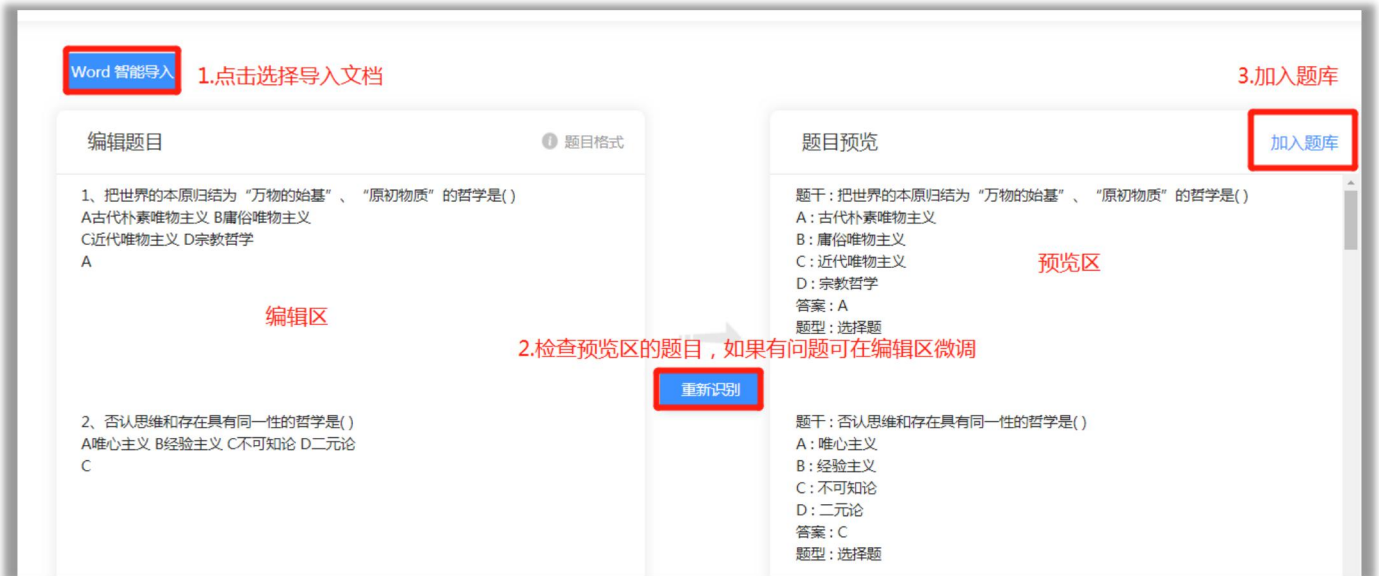 Word 智能导入
1.点击选择导入文档
3.加入题库
编辑题目
题目格式
题目预览
加入题库
1、把世界的本原归结为“万物的始基”、“原初物质”的哲学是( )
A古代朴素唯物主义 B庸俗唯物主义
C近代唯物主义 D宗教哲学
A
编辑区
题干 : 把世界的本原归结为“万物的始基”、“原初物质”的哲学是( )
A : 古代朴素唯物主义
B : 庸俗唯物主义
C : 近代唯物主义
D : 宗教哲学
答案 : A
题型 : 选择题
预览区
2.检查预览区的题目，如果有问题可在编辑区微调
重新识别
2、否认思维和存在具有同一性的哲学是( )
A唯心主义 B经验主义 C不可知论 D二元论
C
题干 : 否认思维和存在具有同一性的哲学是( )
A : 唯心主义
B : 经验主义
C : 不可知论
D : 二元论
答案 : C
题型 : 选择题